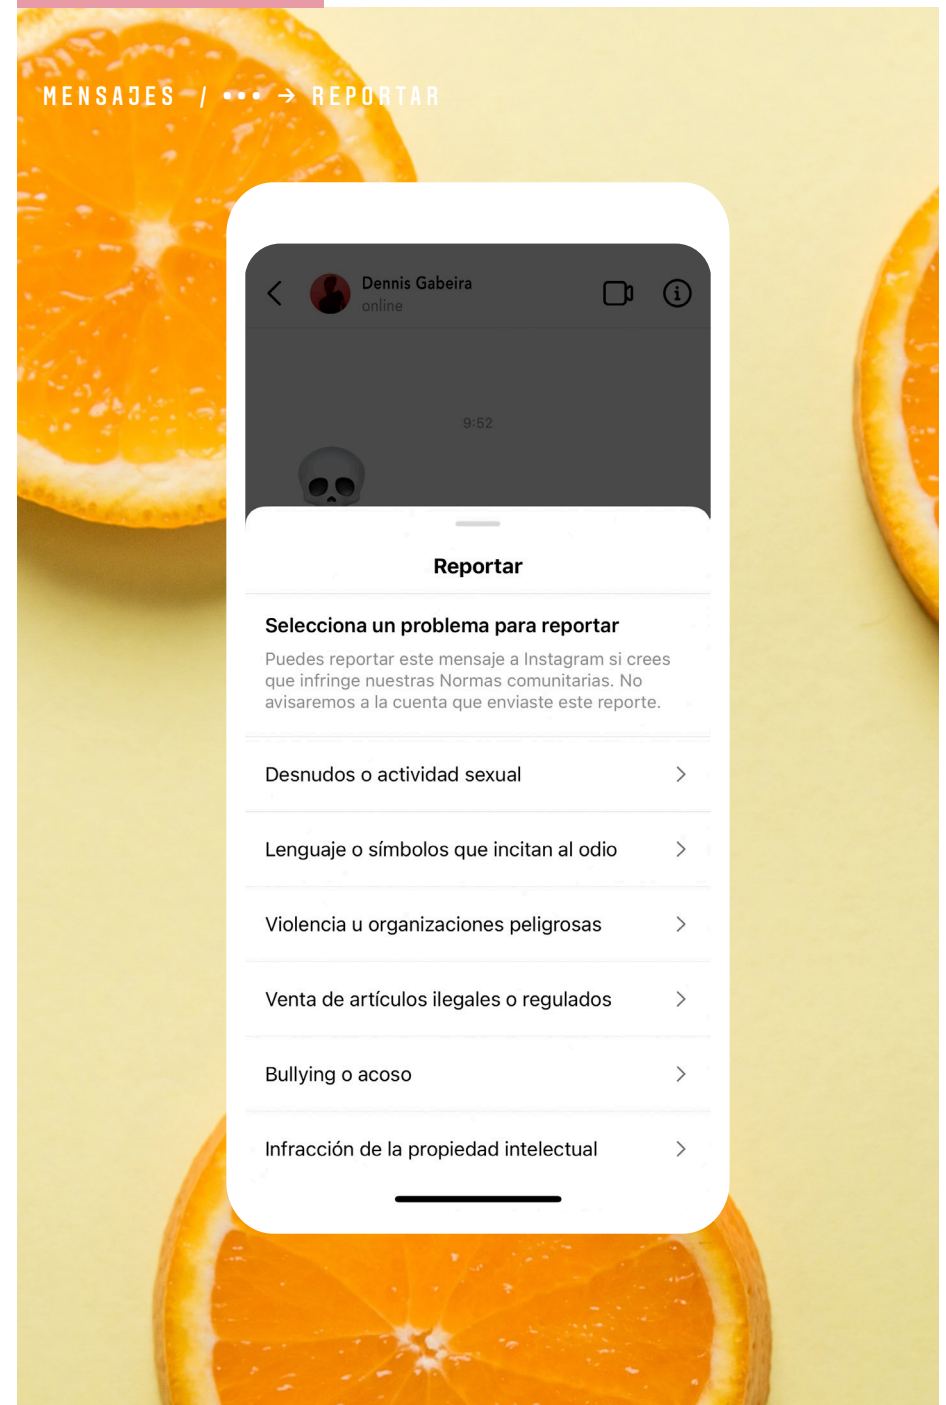 MENSAJES / ••• → REPORTAR
Dennis Gabeira
online
9:52
Reportar
Selecciona un problema para reportar
Puedes reportar este mensaje a Instagram si crees
que infringe nuestras Normas comunitarias. No
avisaremos a la cuenta que enviaste este reporte.
Desnudos o actividad sexual
Lenguaje o símbolos que incitan al odio
Violencia u organizaciones peligrosas
Venta de artículos ilegales o regulados
Bullying o acoso
Infracción de la propiedad intelectual